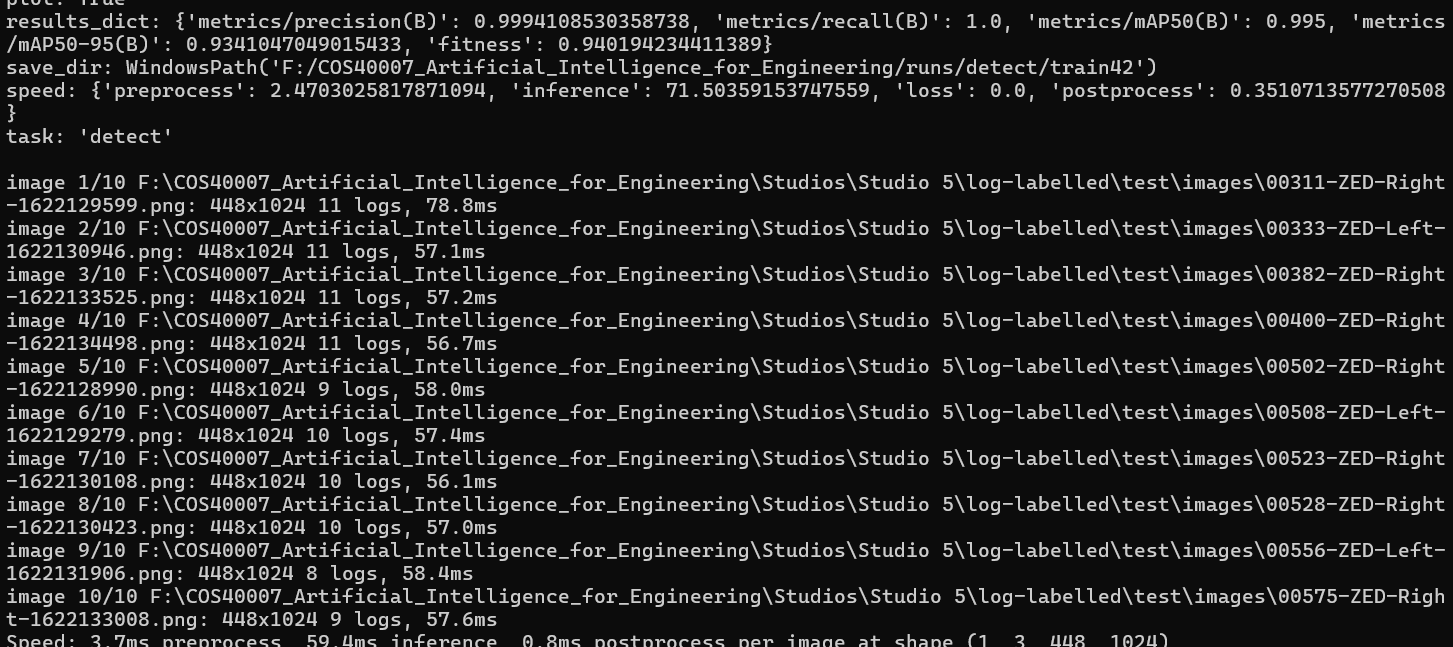 plot: True
results_dict: {'metrics/precision(B)': 0.9994108530358738, 'metrics/recall(B)': 1.0, 'metrics/mAP50(B)': 0.995, 'metrics
/mAP50-95(B)': 0.9341047049015433, 'fitness': 0.940194234411389}
save_dir: WindowsPath('F:/COS40007_Artificial_Intelligence_for_Engineering/runs/detect/train42')
speed: {'preprocess': 2.4703025817871094, 'inference': 71.50359153747559, 'loss': 0.0, 'postprocess': 0.3510713577270508
}
task: 'detect'
image 1/10 F:\COS40007_Artificial_Intelligence_for_Engineering\Studios\Studio 5\log-labelled\test\images\00311-ZED-Right
-1622129599.png: 448x1024 11 logs, 78.8ms
image 2/10 F:\COS40007_Artificial_Intelligence_for_Engineering\Studios\Studio 5\log-labelled\test\images\00333-ZED-Left-
1622130946.png: 448x1024 11 logs, 57.1ms
image 3/10 F:\COS40007_Artificial_Intelligence_for_Engineering\Studios\Studio 5\log-labelled\test\images\00382-ZED-Right
-1622133525.png: 448x1024 11 logs, 57.2ms
image 4/10 F:\COS40007_Artificial_Intelligence_for_Engineering\Studios\Studio 5\log-labelled\test\images\00400-ZED-Right
-1622134498.png: 448x1024 11 logs, 56.7ms
image 5/10 F:\COS40007_Artificial_Intelligence_for_Engineering\Studios\Studio 5\log-labelled\test\images\00502-ZED-Right
-1622128990.png: 448x1024 9 logs, 58.0ms
image 6/10 F:\COS40007_Artificial_Intelligence_for_Engineering\Studios\Studio 5\log-labelled\test\images\00508-ZED-Left-
1622129279.png: 448x1024 10 logs, 57.4ms
image 7/10 F:\COS40007_Artificial_Intelligence_for_Engineering\Studios\Studio 5\log-labelled\test\images\00523-ZED-Right
-1622130108.png: 448x1024 10 logs, 56.1ms
image 8/10 F:\COS40007_Artificial_Intelligence_for_Engineering\Studios\Studio 5\log-labelled\test\images\00528-ZED-Right
-1622130423.png: 448x1024 10 logs, 57.0ms
image 9/10 F:\COS40007_Artificial_Intelligence_for_Engineering\Studios\Studio 5\log-labelled\test\images\00556-ZED-Left-
1622131906.png: 448x1024 8 logs, 58.4ms
image 10/10 F:\COS40007_Artificial_Intelligence_for_Engineering\Studios\Studio 5\log-labelled\test\images\00575-ZED-Righ
t-1622133008.png: 448x1024 9 logs, 57.6ms
Speed: 3.7ms preprocess, 59.4ms inference, 0.8ms postprocess per image at shape (1, 3, 448, 1024)